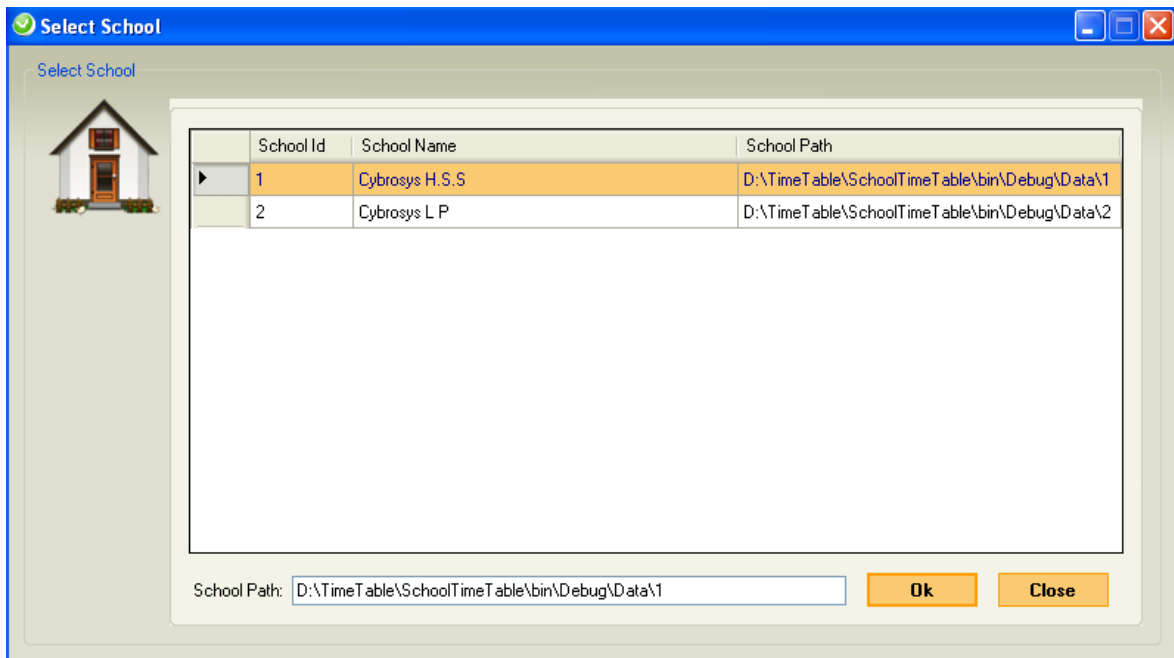 Select School
Select School
School Id School Name School Path
1 Cybrosys H.S.S D:\TimeTable\SchoolTimeTable\bin\Debug\Data\1
2 Cybrosys L P D:\TimeTable\SchoolTimeTable\bin\Debug\Data\2
School Path: D:\TimeTable\SchoolTimeTable\bin\Debug\Data\1 Ok Close